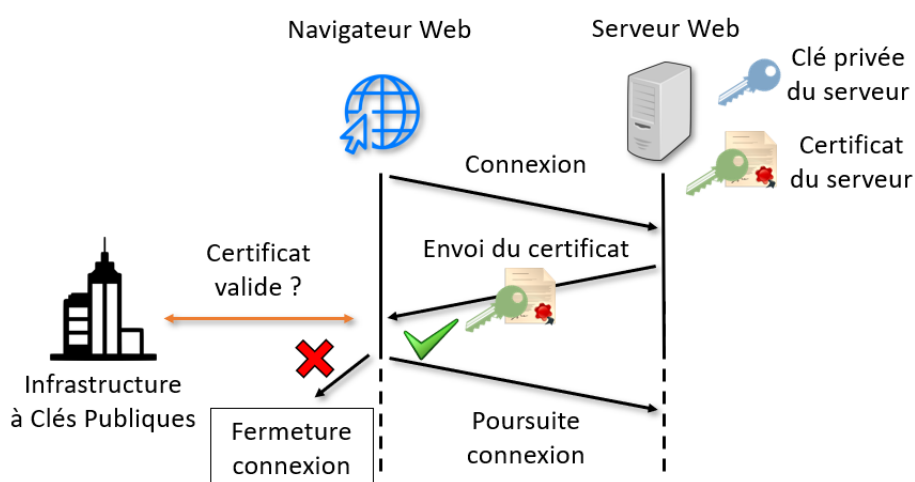 Navigateur Web
Serveur Web
Clé privée
du serveur
Certificat
du serveur
Connexion
Envoi du certificat
Certificat
valide ?
Infrastructure
à Clés Publiques
Fermeture
connexion
Poursuite
connexion